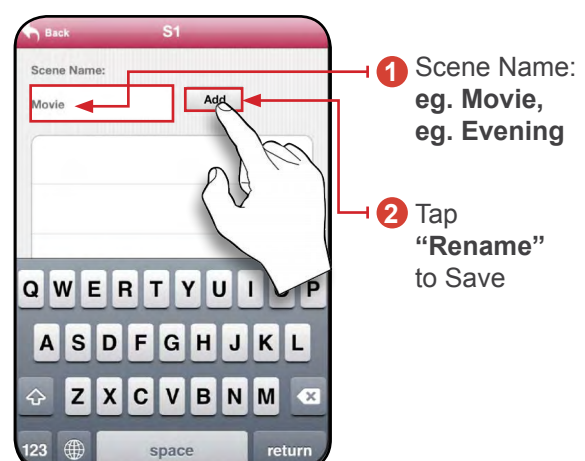 Back
S1
Scene Name:
Movie
Add
1 Scene Name:
eg. Movie,
eg. Evening
2 Tap
“Rename”
to Save
Q W E R T Y U I O P
A S D F G H J K L
Z X C V B N M
123
space
return